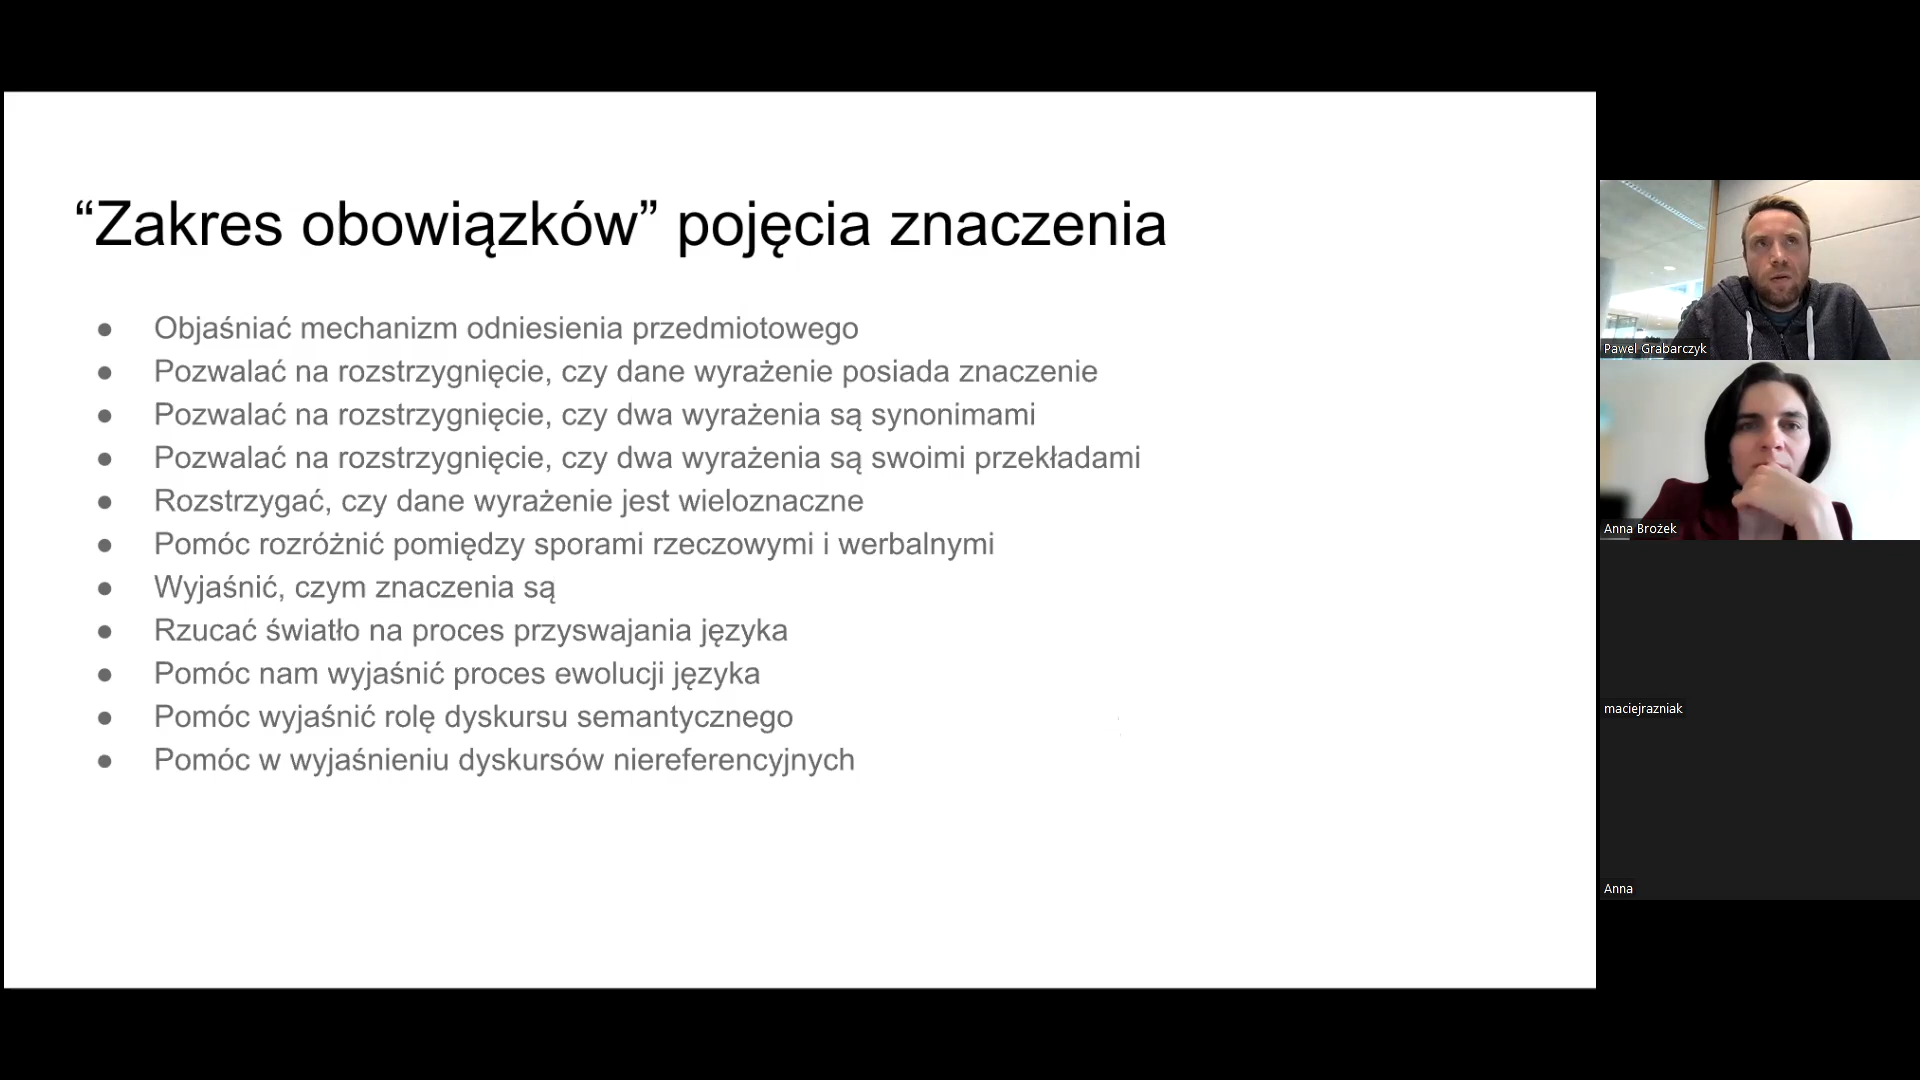 “Zakres obowiązków” pojęcia znaczenia
● Objaśniać mechanizm odniesienia przedmiotowego
● Pozwalać na rozstrzygnięcie, czy dane wyrażenie posiada znaczenie
● Pozwalać na rozstrzygnięcie, czy dwa wyrażenia są synonimami
● Pozwalać na rozstrzygnięcie, czy dwa wyrażenia są swoimi przekładami
● Rozstrzygać, czy dane wyrażenie jest wieloznaczne
● Pomóc rozróżnić pomiędzy sporami rzeczowymi i werbalnymi
● Wyjaśnić, czym znaczenia są
● Rzucać światło na proces przyswajania języka
● Pomóc nam wyjaśnić proces ewolucji języka
● Pomóc wyjaśnić rolę dyskursu semantycznego
● Pomóc w wyjaśnieniu dyskursów niereferencyjnych
Pawel Grabarczyk
Anna Brożek
maciejrazniak
Anna